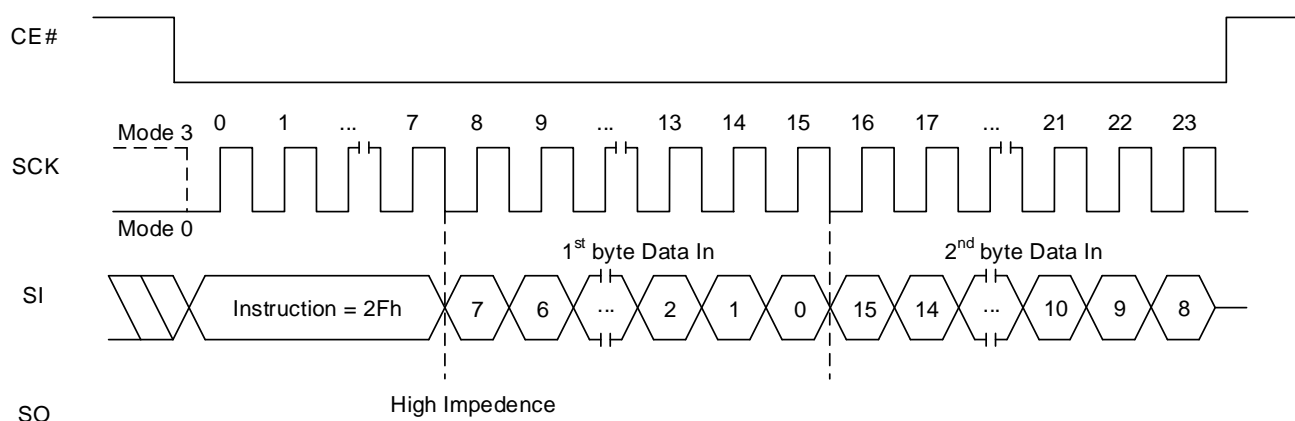 CE#
0 1 ... 7 8 9 ... 13 14 15 16 17 ... 21 22 23
Mode 3
SCK
Mode 0
1st byte Data In 2nd byte Data In
SI Instruction = 2Fh 7 6 ... 2 1 0 15 14 ... 10 9 8
High Impedence
SO